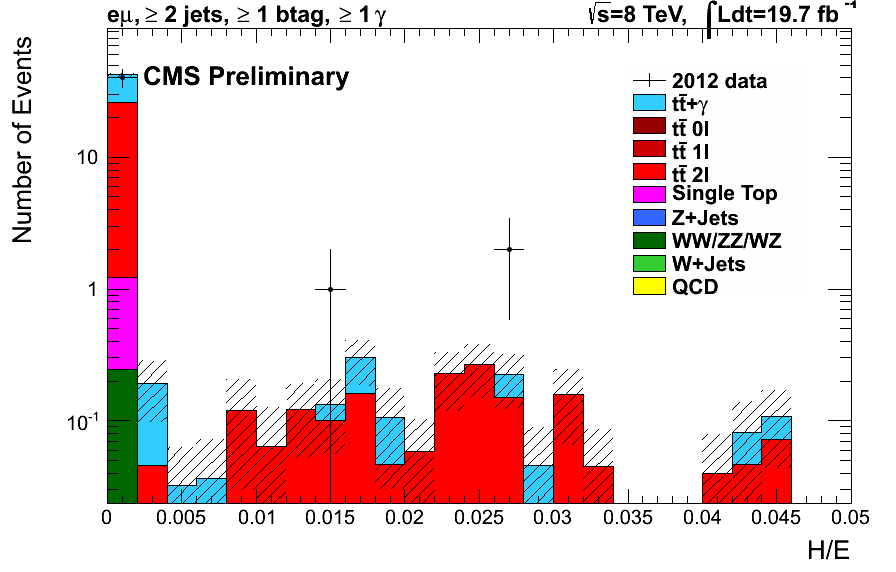 eμ, ≥ 2 jets, ≥ 1 btag, ≥ 1 γ
√s=8 TeV, ∫Ldt=19.7 fb⁻¹
Number of Events
CMS Preliminary
2012 data
tt̄+γ
tt̄ 0l
tt̄ 1l
tt̄ 2l
Single Top
Z+Jets
WW/ZZ/WZ
W+Jets
QCD
10
1
10⁻¹
0 0.005 0.01 0.015 0.02 0.025 0.03 0.035 0.04 0.045 0.05
H/E